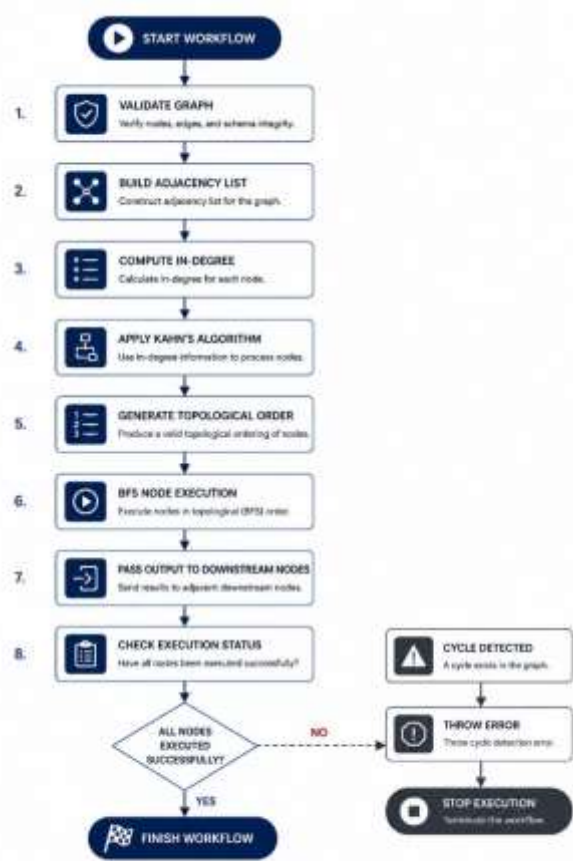 START WORKFLOW
1.
VALIDATE GRAPH
Verify nodes, edges, and schema integrity.
2.
BUILD ADJACENCY LIST
Construct adjacency list for the graph.
3.
COMPUTE IN-DEGREE
Calculate in-degree for each node.
4.
APPLY KAHN'S ALGORITHM
Use in-degree information to process nodes.
5.
GENERATE TOPOLOGICAL ORDER
Produce a valid topological ordering of nodes.
6.
BFS NODE EXECUTION
Execute nodes in topological (BFS) order.
7.
PASS OUTPUT TO DOWNSTREAM NODES
Send results to adjacent downstream nodes.
8.
CHECK EXECUTION STATUS
Have all nodes been executed successfully?
CYCLE DETECTED
A cycle exists in the graph.
ALL NODES
EXECUTED
SUCCESSFULLY?
NO
THROW ERROR
Throw cyclic detection error.
YES
FINISH WORKFLOW
STOP EXECUTION
Terminate the workflow.